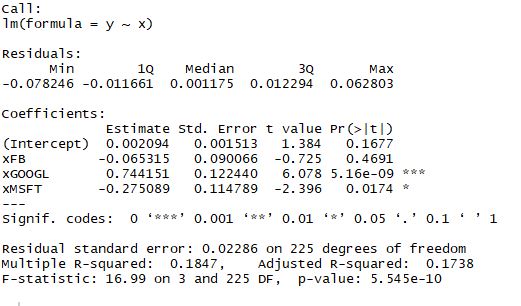 Call:
lm(formula = y ~ x)
Residuals:
Min 1Q Median 3Q Max
-0.078246 -0.011661 0.001175 0.012294 0.062803
Coefficients:
Estimate Std. Error t value Pr(>|t|)
(Intercept) 0.002094 0.001513 1.384 0.1677
xFB -0.065315 0.090066 -0.725 0.4691
xGOOGL 0.744151 0.122440 6.078 5.16e-09 ***
xMSFT -0.275089 0.114789 -2.396 0.0174 *
---
Signif. codes: 0 ‘***’ 0.001 ‘**’ 0.01 ‘*’ 0.05 ‘.’ 0.1 ‘ ’ 1
Residual standard error: 0.02286 on 225 degrees of freedom
Multiple R-squared: 0.1847, Adjusted R-squared: 0.1738
F-statistic: 16.99 on 3 and 225 DF, p-value: 5.545e-10